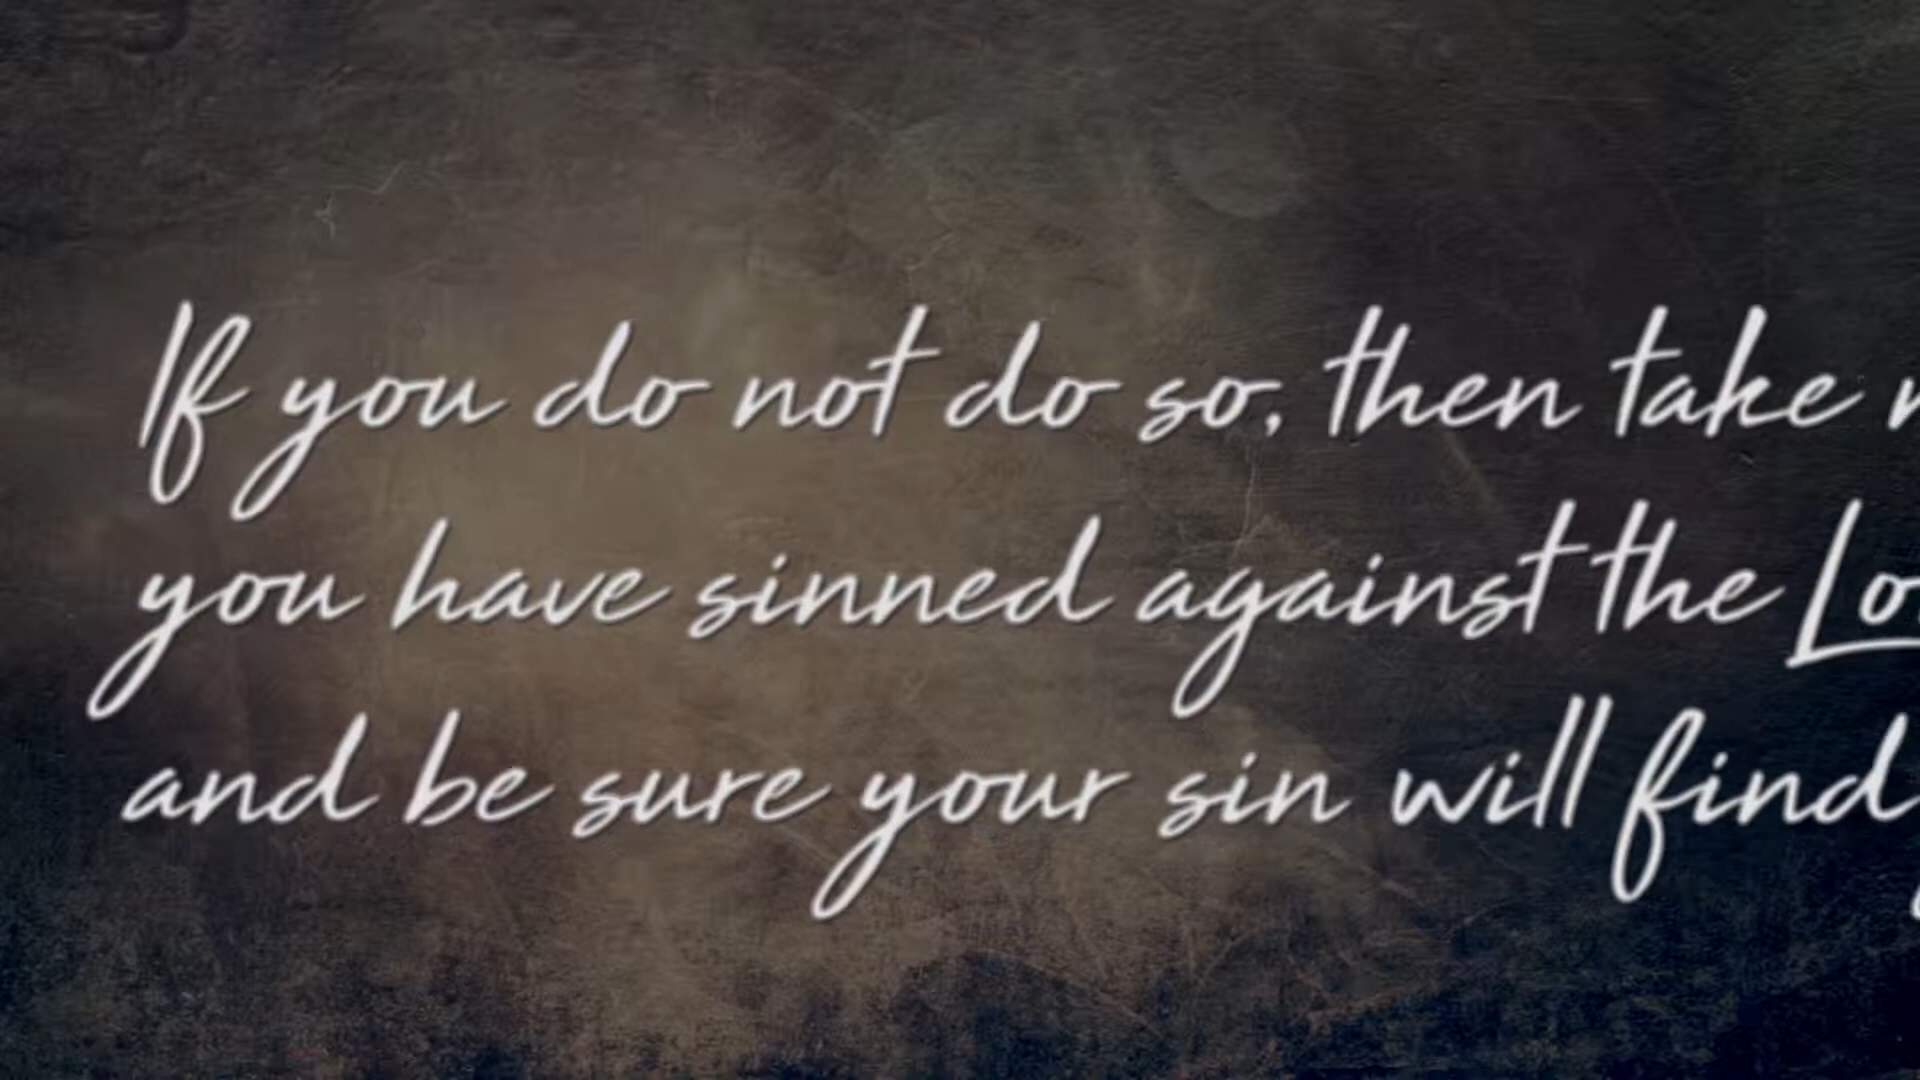 If you do not do so, then take n
you have sinned against the Lo
and be sure your sin will find